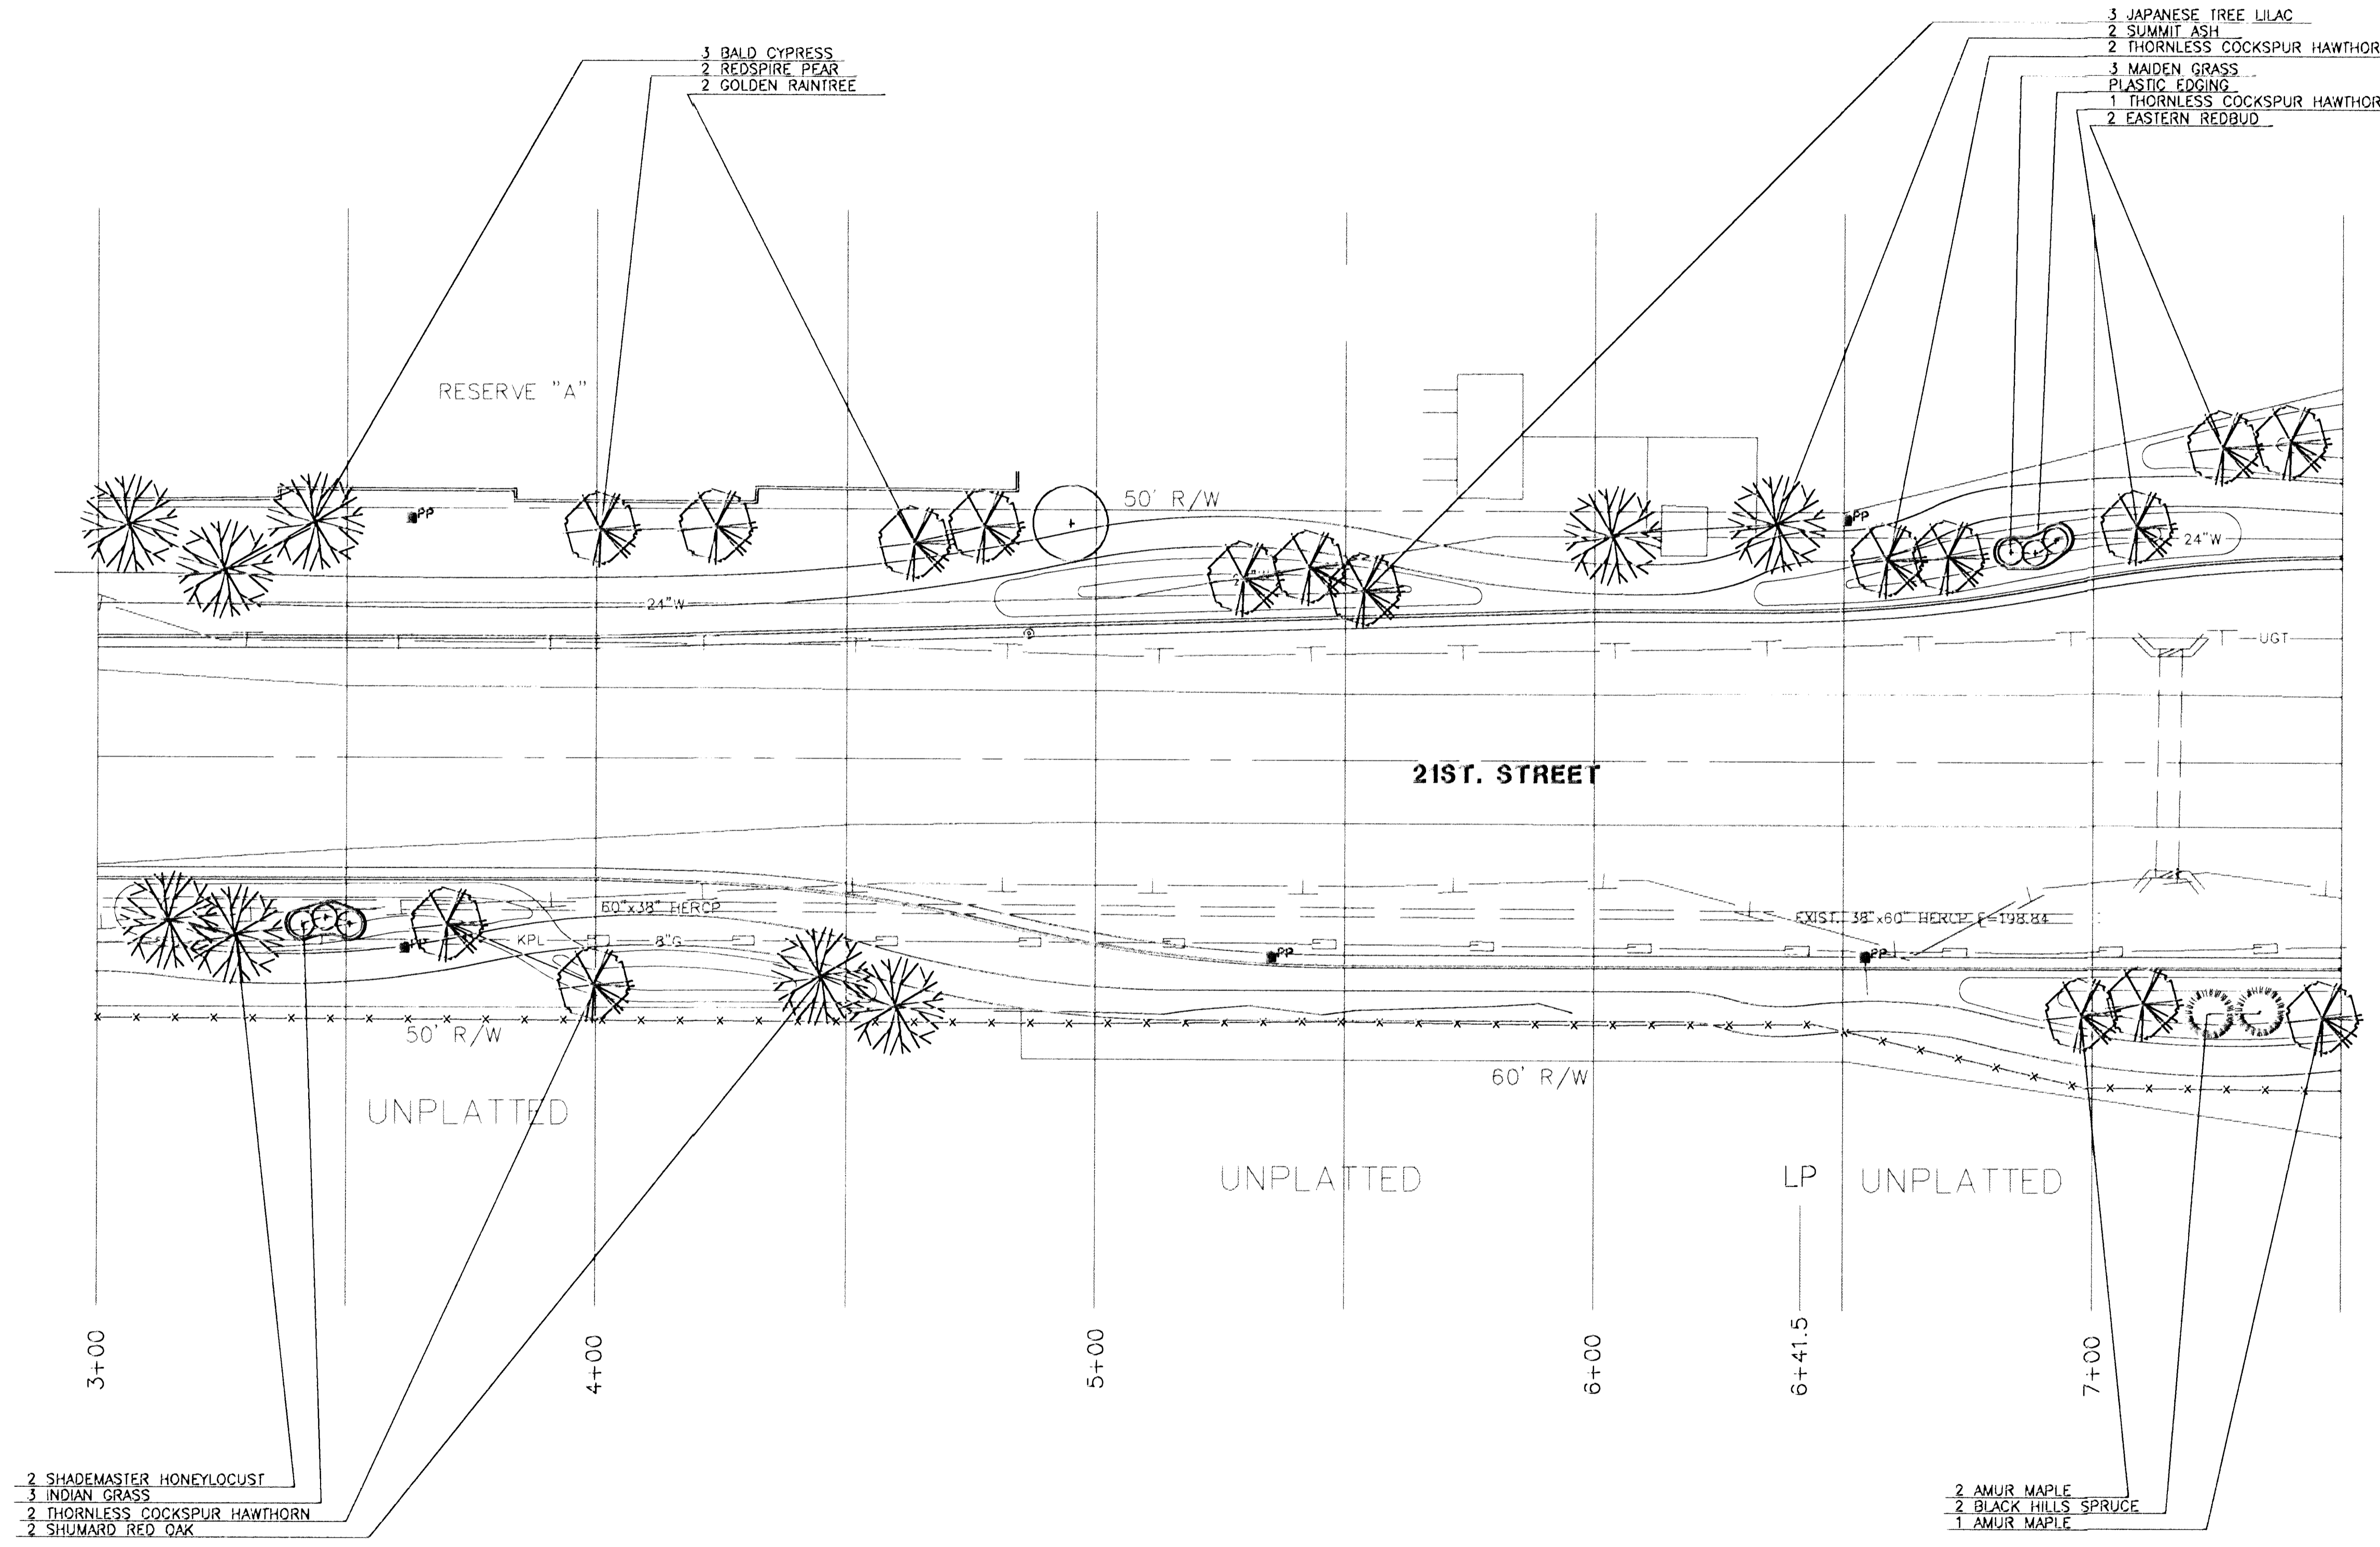 3 BALD CYPRESS
2 REDSPIRE PEAR
2 GOLDEN RAINTREE
3 JAPANESE TREE LILAC
2 SUMMIT ASH
2 THORNLESS COCKSPUR HAWTHOR
3 MAIDEN GRASS
PLASTIC EDGING
1 THORNLESS COCKSPUR HAWTHOR
2 EASTERN REDBUD
RESERVE "A"
50' R/W
PP
PP
24"W
24"W
UGT
21ST. STREET
60"x38" HERCP
EXIST. 38"x60" HERCP E=198.84
KPL
8"G
PP
PP
PP
50' R/W
60' R/W
UNPLATTED
UNPLATTED
LP
UNPLATTED
3+00
4+00
5+00
6+00
6+41.5
7+00
2 SHADEMASTER HONEYLOCUST
3 INDIAN GRASS
2 THORNLESS COCKSPUR HAWTHORN
2 SHUMARD RED OAK
2 AMUR MAPLE
2 BLACK HILLS SPRUCE
1 AMUR MAPLE